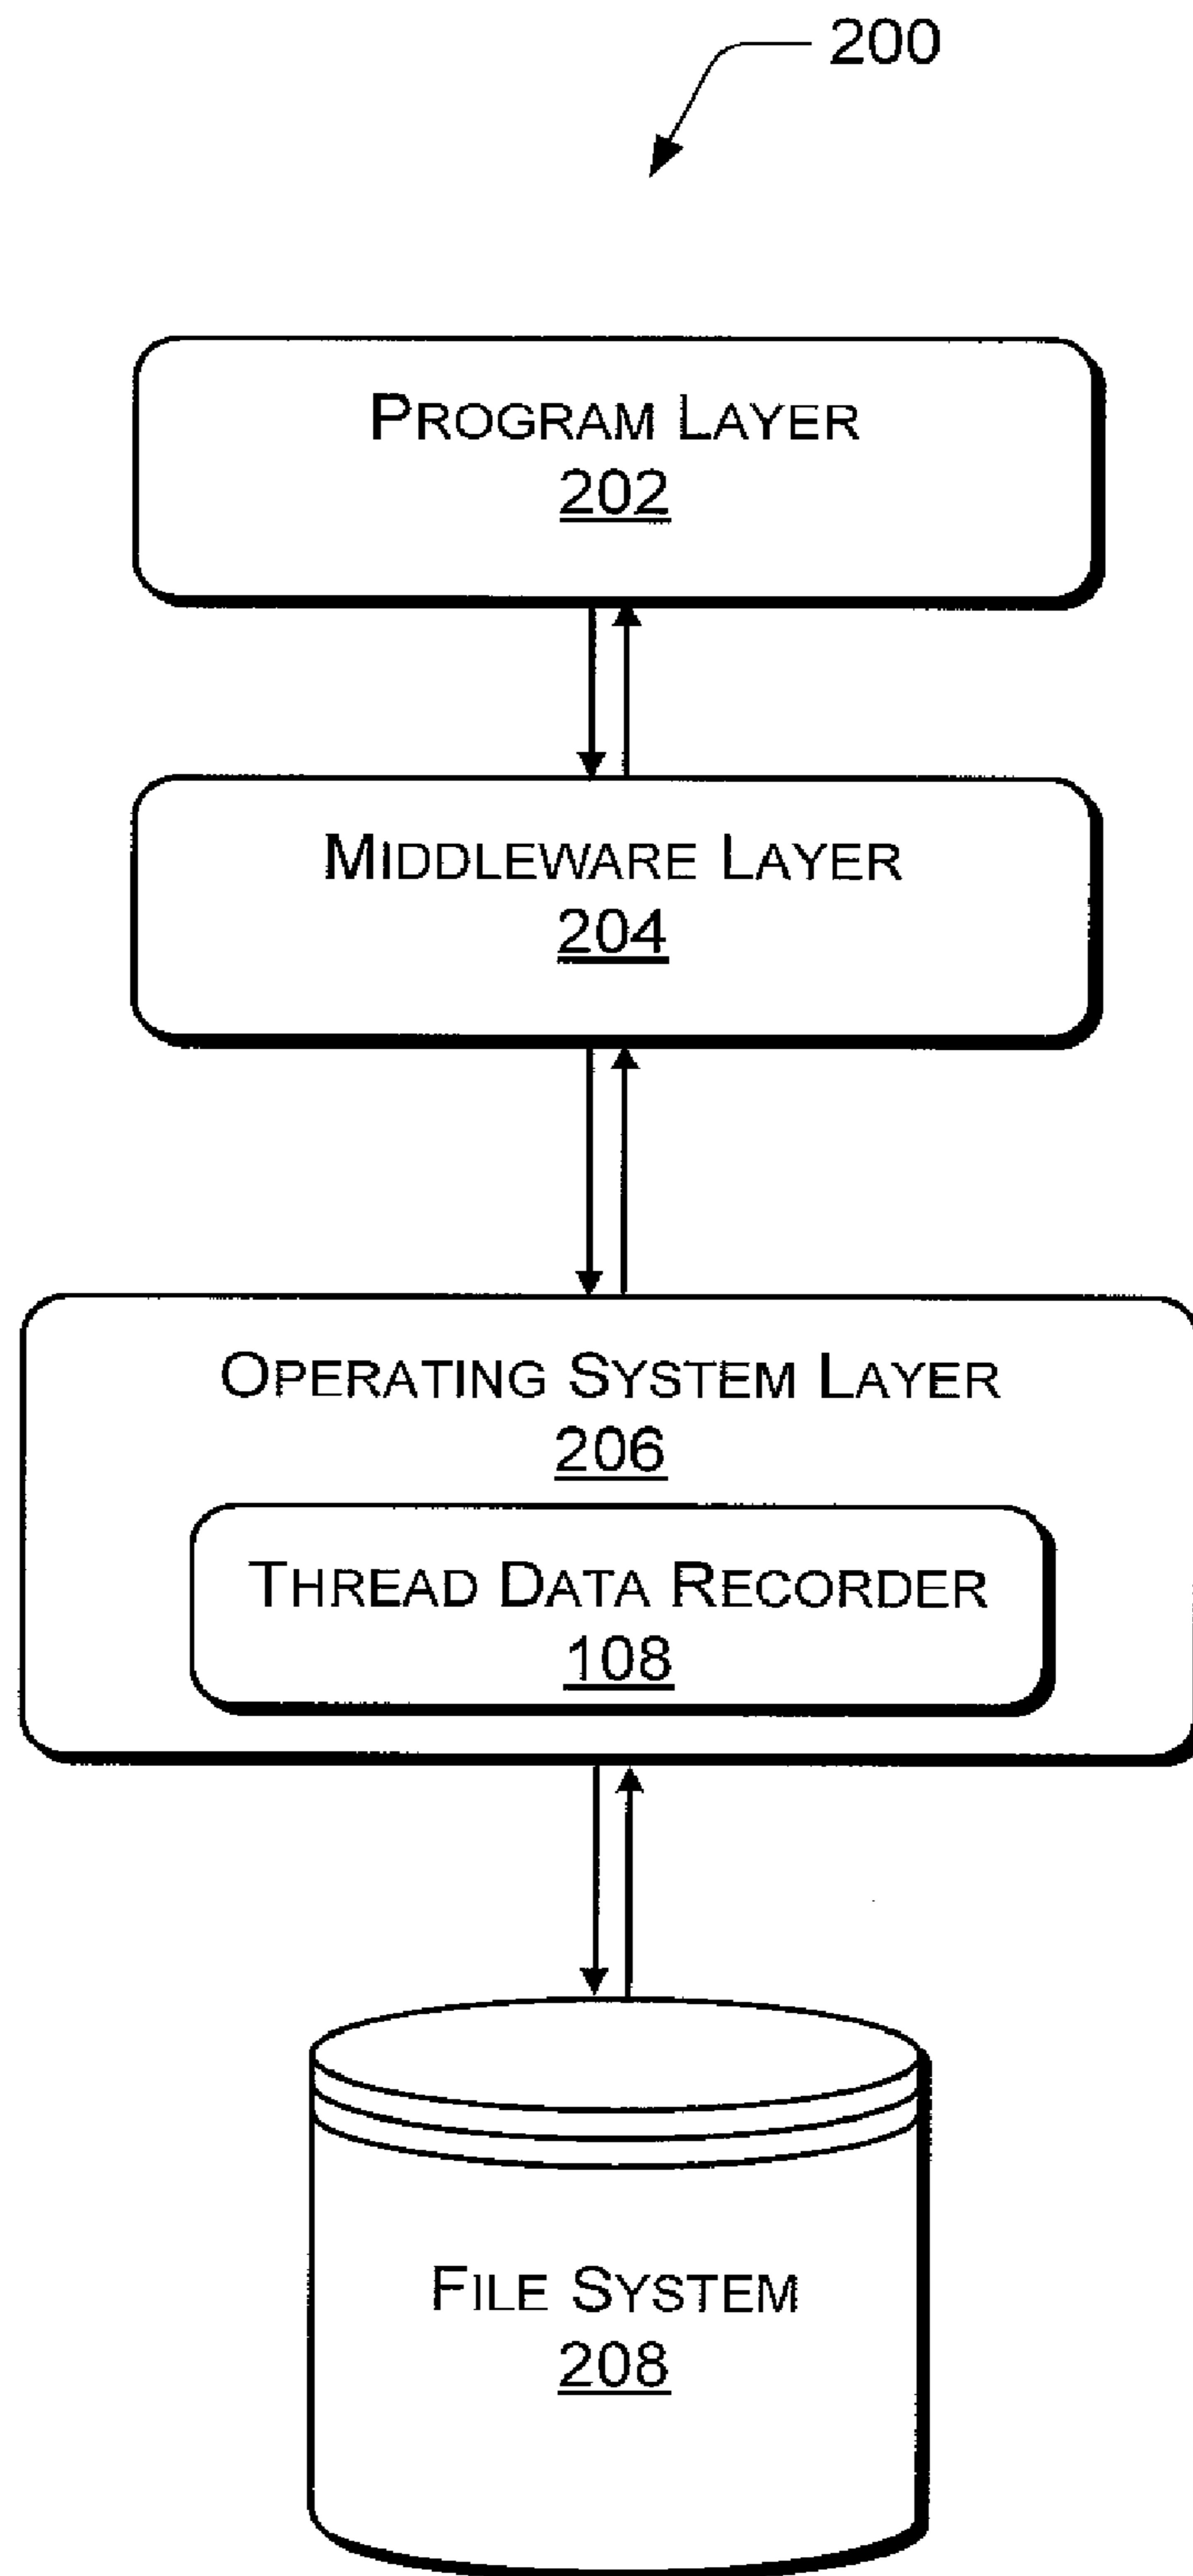 200
PROGRAM LAYER
202
MIDDLEWARE LAYER
204
OPERATING SYSTEM LAYER
206
THREAD DATA RECORDER
108
FILE SYSTEM
208